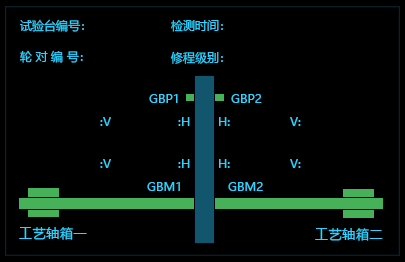 试验台编号: 检测时间:
轮 对 编 号: 修程级别:
GBP1 GBP2
:V :H H: V:
:V :H H: V:
GBM1 GBM2
工艺轴箱一 工艺轴箱二